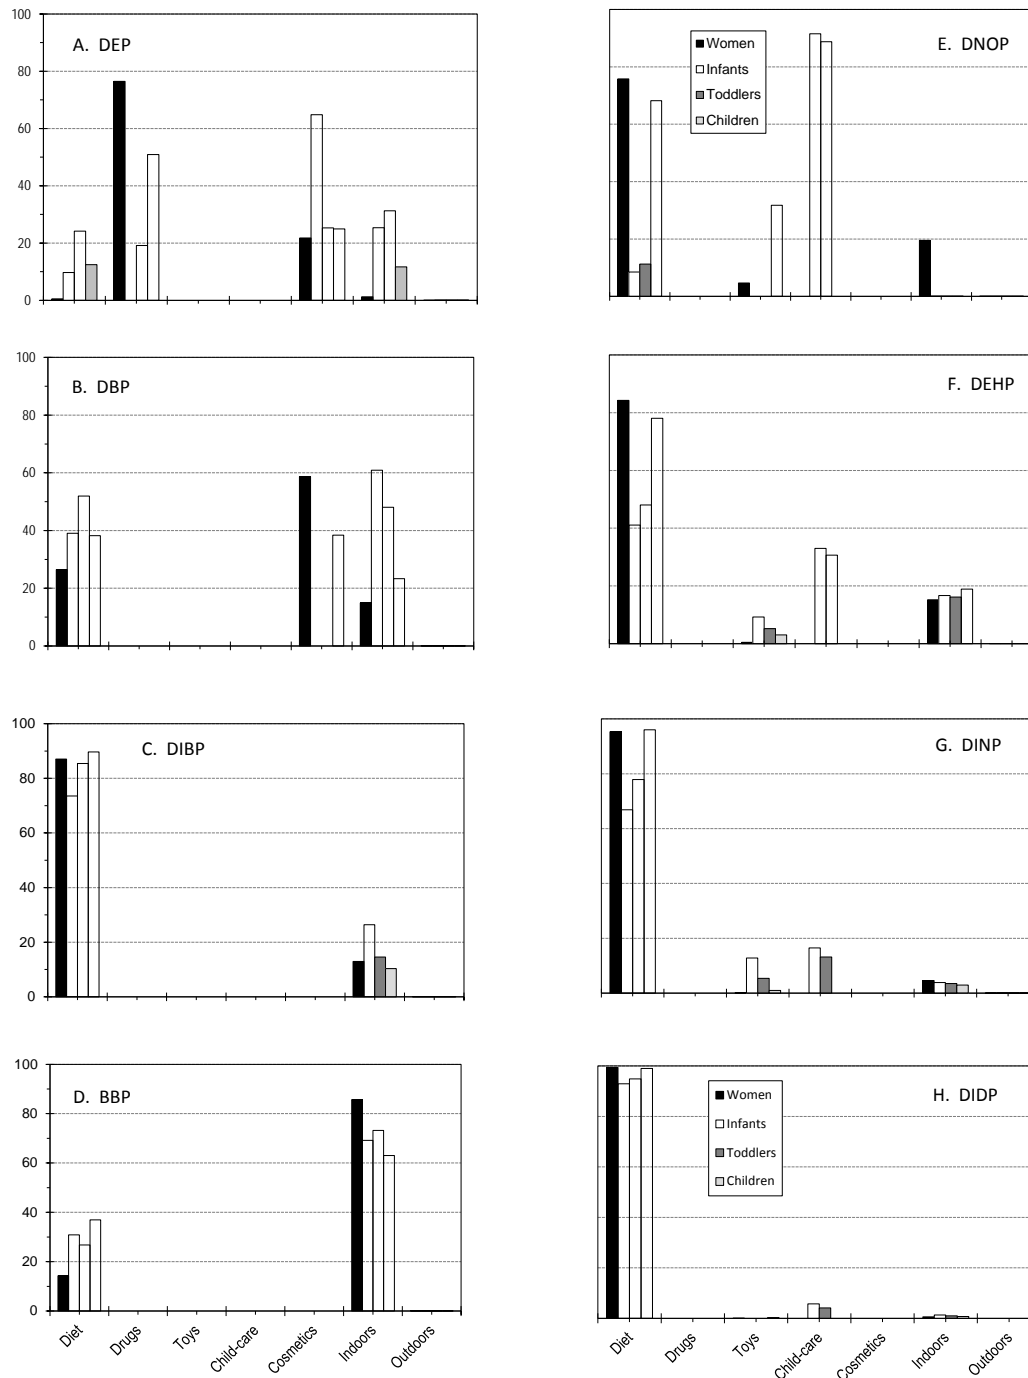 A. DEP
100
80
60
40
20
0
E. DNOP
Women
Infants
Toddlers
Children
B. DBP
100
80
60
40
20
0
F. DEHP
C. DIBP
100
80
60
40
20
0
G. DINP
D. BBP
100
80
60
40
20
0
Diet
Drugs
Toys
Child-care
Cosmetics
Indoors
Outdoors
H. DIDP
Women
Infants
Toddlers
Children
Diet
Drugs
Toys
Child-care
Cosmetics
Indoors
Outdoors